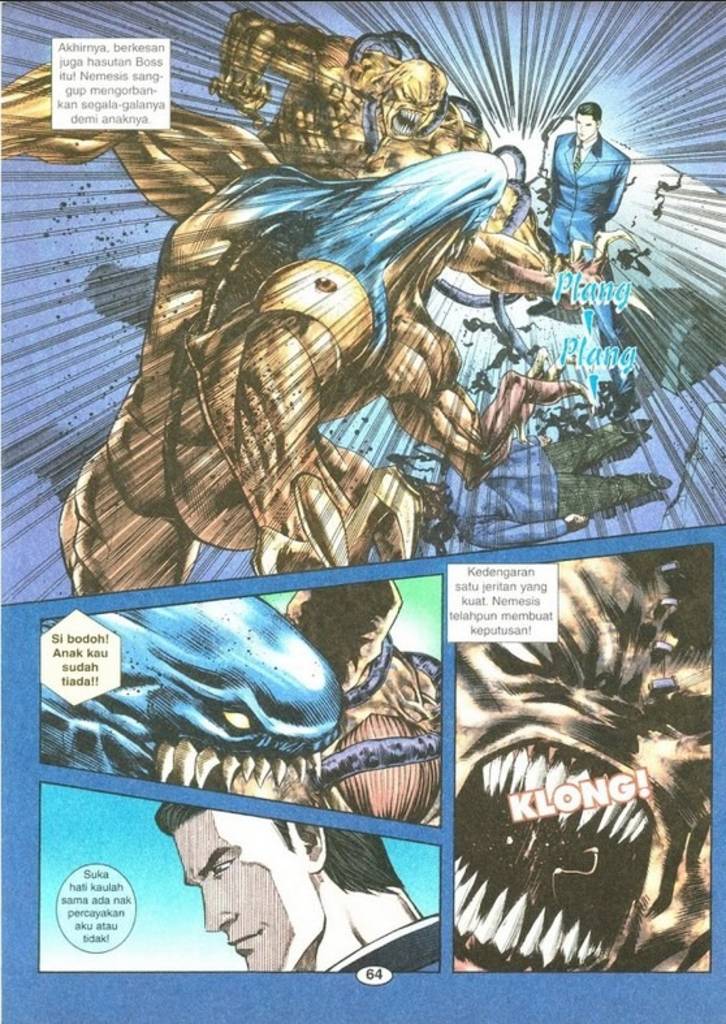 Akhirnya, berkesan
juga hasutan Boss
itu! Nemesis sang-
gup mengorban-
kan segala-galanya
demi anaknya.
Plang
!
Plang
!
Si bodoh!
Anak kau
sudah
tiada!!
Kedengaran
satu jeritan yang
kuat. Nemesis
telahpun membuat
keputusan!
KLONG!
Suka
hati kaulah
sama ada nak
percayakan
aku atau
tidak!
64